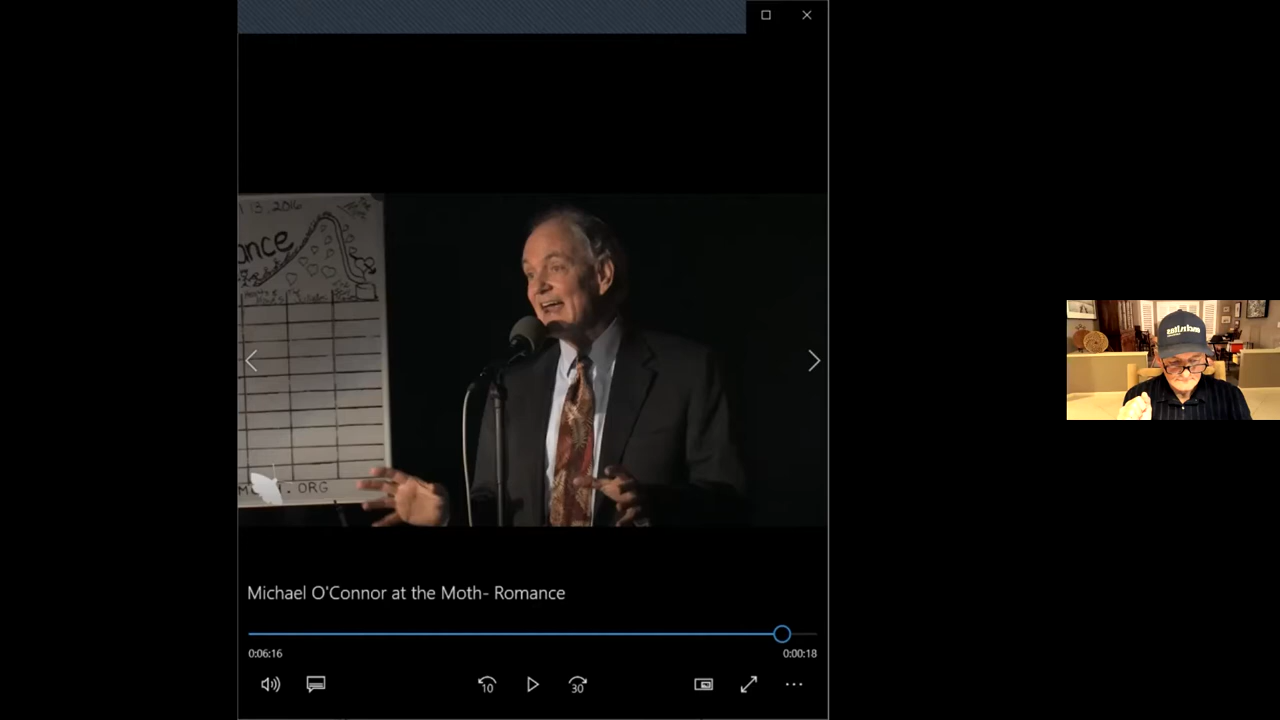 13, 2016
ance
M H.ORG
Michael O'Connor at the Moth- Romance
0:06:16
0:00:18
10
30